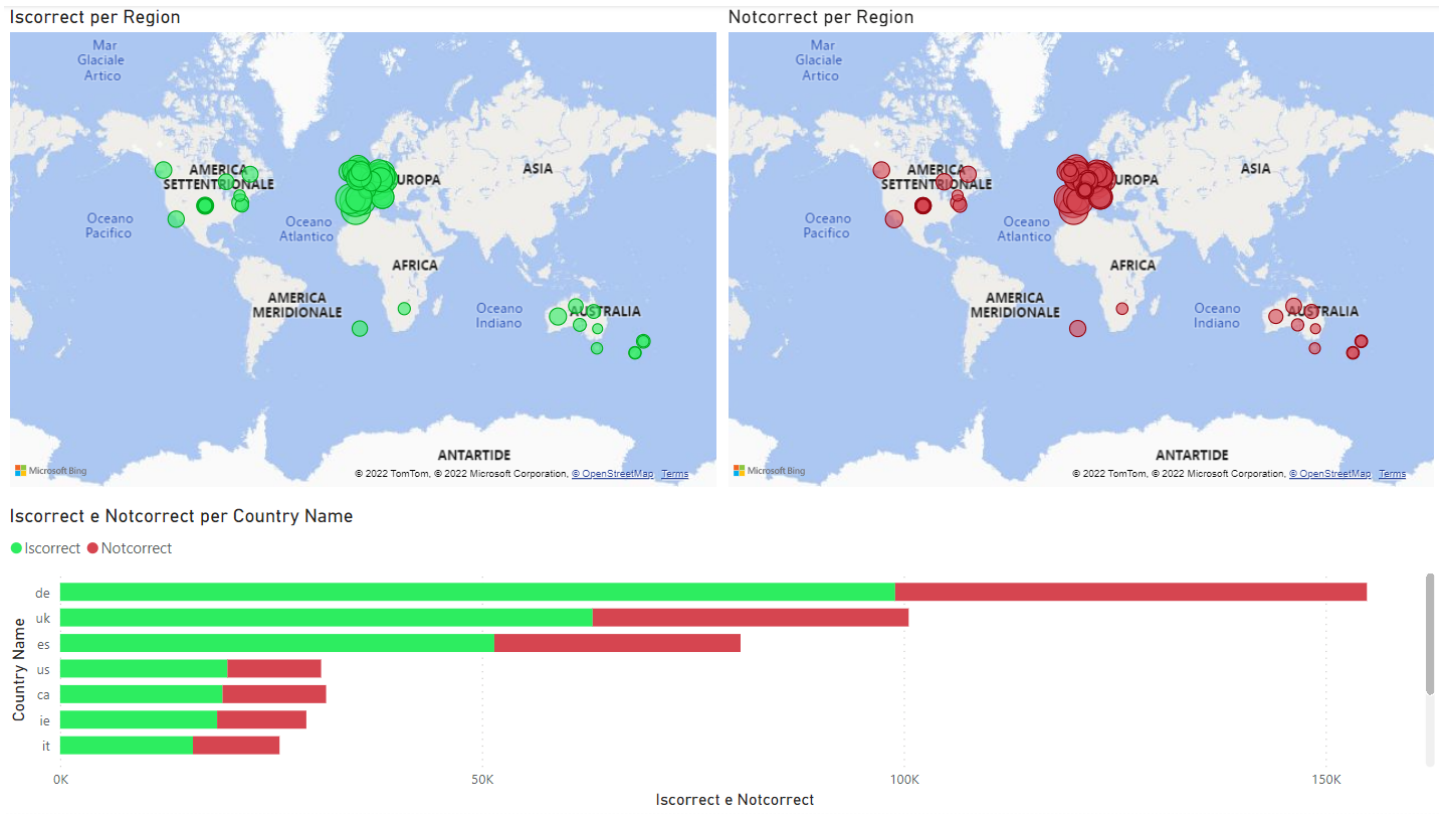 Iscorrect per Region
Mar
Glaciale
Artico
AMERICA
SETTENTRIONALE
UROPA
ASIA
Oceano
Pacifico
Oceano
Atlantico
AFRICA
AMERICA
MERIDIONALE
Oceano
Indiano
AUSTRALIA
ANTARTIDE
Microsoft Bing
© 2022 TomTom, © 2022 Microsoft Corporation, © OpenStreetMap Terms
Notcorrect per Region
Mar
Glaciale
Artico
AMERICA
SETTENTRIONALE
UROPA
ASIA
Oceano
Pacifico
Oceano
Atlantico
AFRICA
AMERICA
MERIDIONALE
Oceano
Indiano
AUSTRALIA
ANTARTIDE
Microsoft Bing
© 2022 TomTom, © 2022 Microsoft Corporation, © OpenStreetMap Terms
Iscorrect e Notcorrect per Country Name
Iscorrect Notcorrect
Country Name
de
uk
es
us
ca
ie
it
0K 50K 100K 150K
Iscorrect e Notcorrect